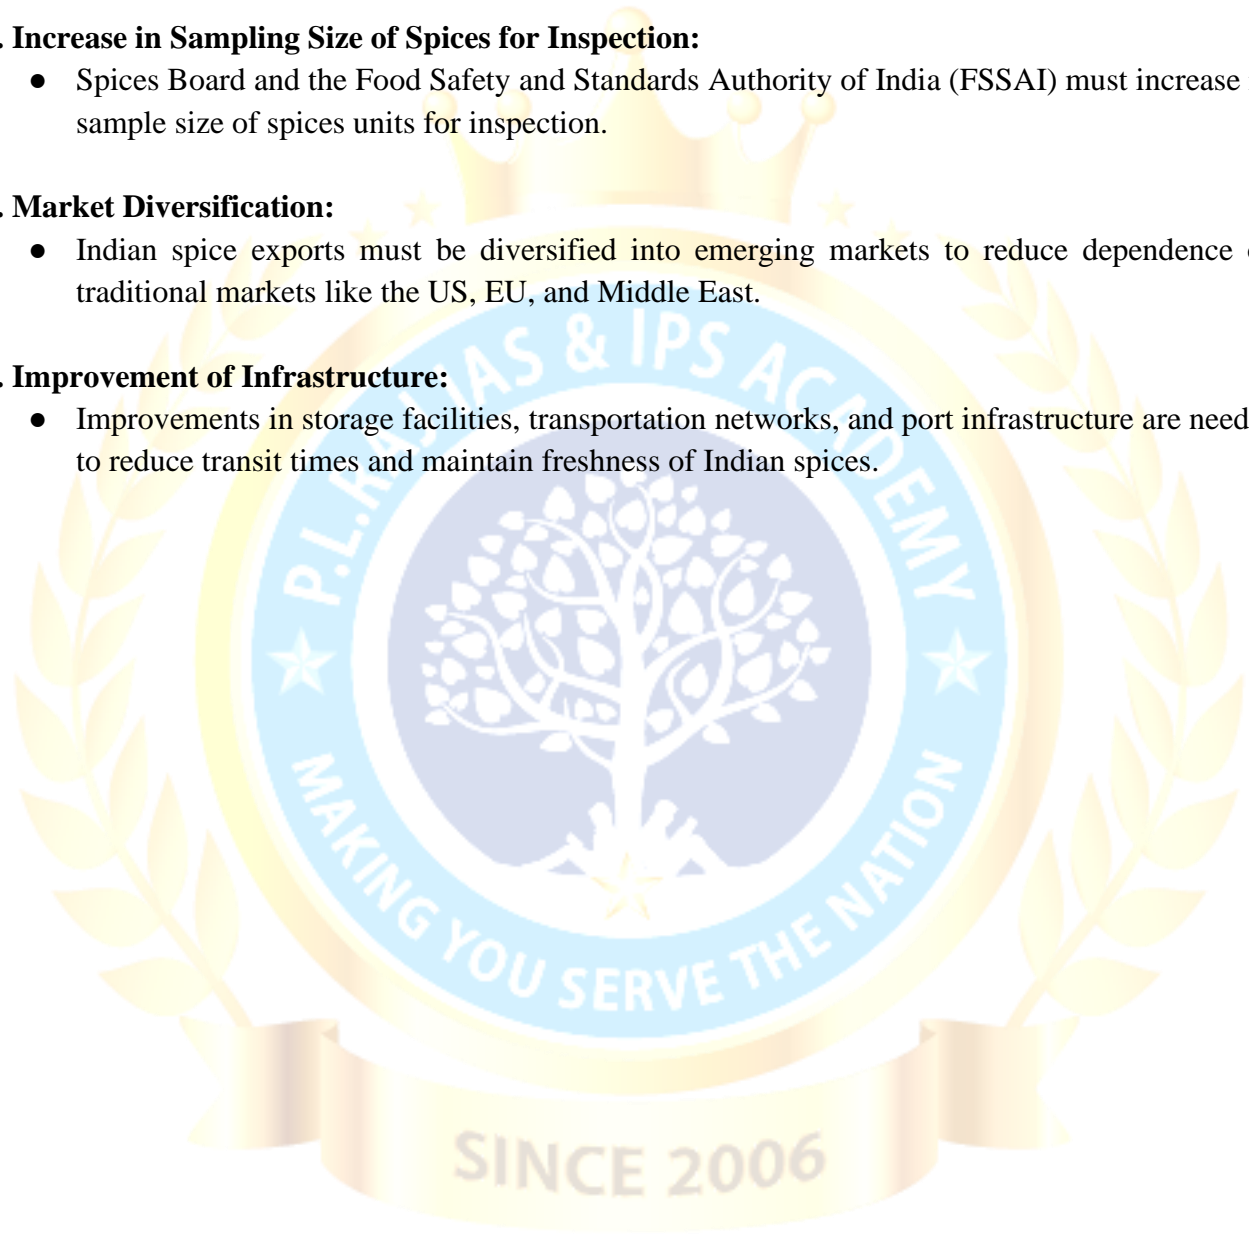 . Increase in Sampling Size of Spices for Inspection:
● Spices Board and the Food Safety and Standards Authority of India (FSSAI) must increase
sample size of spices units for inspection.
. Market Diversification:
● Indian spice exports must be diversified into emerging markets to reduce dependence
traditional markets like the US, EU, and Middle East.
. Improvement of Infrastructure:
● Improvements in storage facilities, transportation networks, and port infrastructure are need
to reduce transit times and maintain freshness of Indian spices.
P.L.RAJ IAS & IPS ACADEMY
MAKING YOU SERVE THE NATION
SINCE 2006